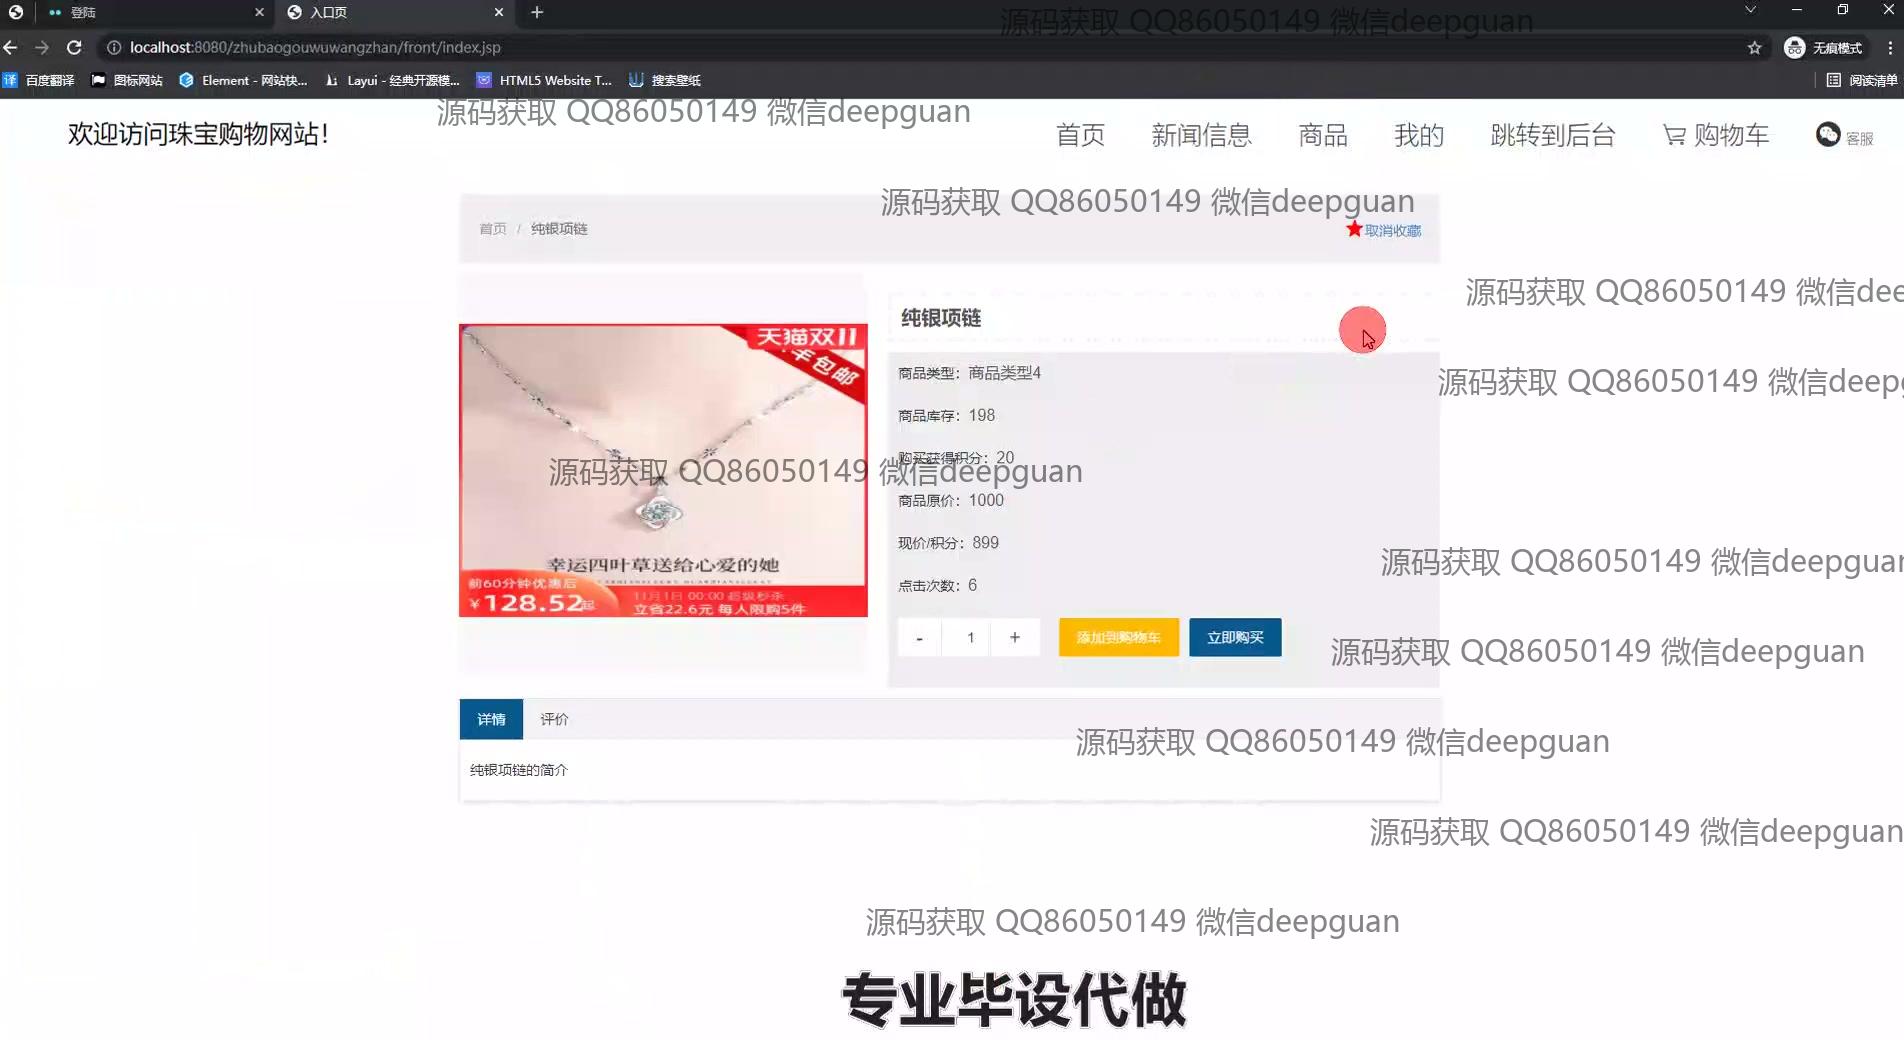 登陆
入口页
源码获取 QQ86050149 微信deepguan
localhost:8080/zhubaogouwuwangzhan/front/index.jsp
无痕模式
百度翻译
图标网站
Element - 网站快...
Layui - 经典开源模...
HTML5 Website T...
搜索壁纸
阅读清单
源码获取 QQ86050149 微信deepguan
欢迎访问珠宝购物网站!
首页
新闻信息
商品
我的
跳转到后台
购物车
客服
源码获取 QQ86050149 微信deepguan
首页 / 纯银项链
取消收藏
源码获取 QQ86050149 微信dee
纯银项链
天猫双11
半包邮
商品类型：商品类型4
源码获取 QQ86050149 微信deep
商品库存：198
购买获得积分：20
源码获取 QQ86050149 微信deepguan
商品原价：1000
现价/积分：899
源码获取 QQ86050149 微信deepguan
幸运四叶草送给心爱的她
点击次数：6
前60分钟优惠后
¥128.52起
11月1日 00:00 超级秒杀
立省22.6元 每人限购5件
- 1 +
添加到购物车
立即购买
源码获取 QQ86050149 微信deepguan
详情
评价
源码获取 QQ86050149 微信deepguan
纯银项链的简介
源码获取 QQ86050149 微信deepguan
源码获取 QQ86050149 微信deepguan
专业毕设代做